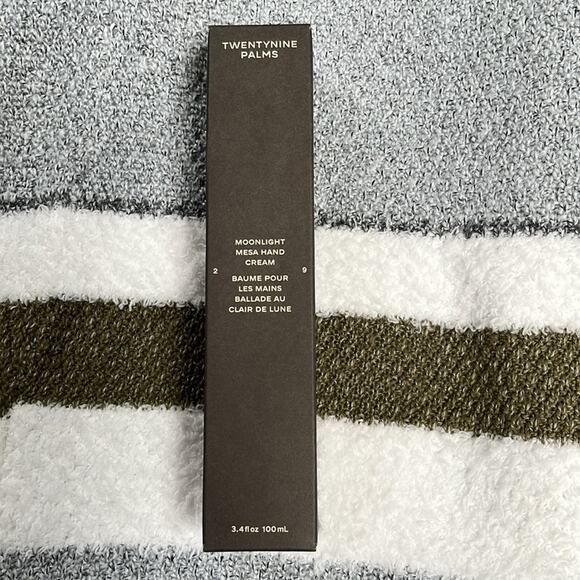 TWENTYNINE
PALMS
MOONLIGHT
MESA HAND
CREAM
2 9
BAUME POUR
LES MAINS
BALLADE AU
CLAIR DE LUNE
3.4 fl oz 100 mL